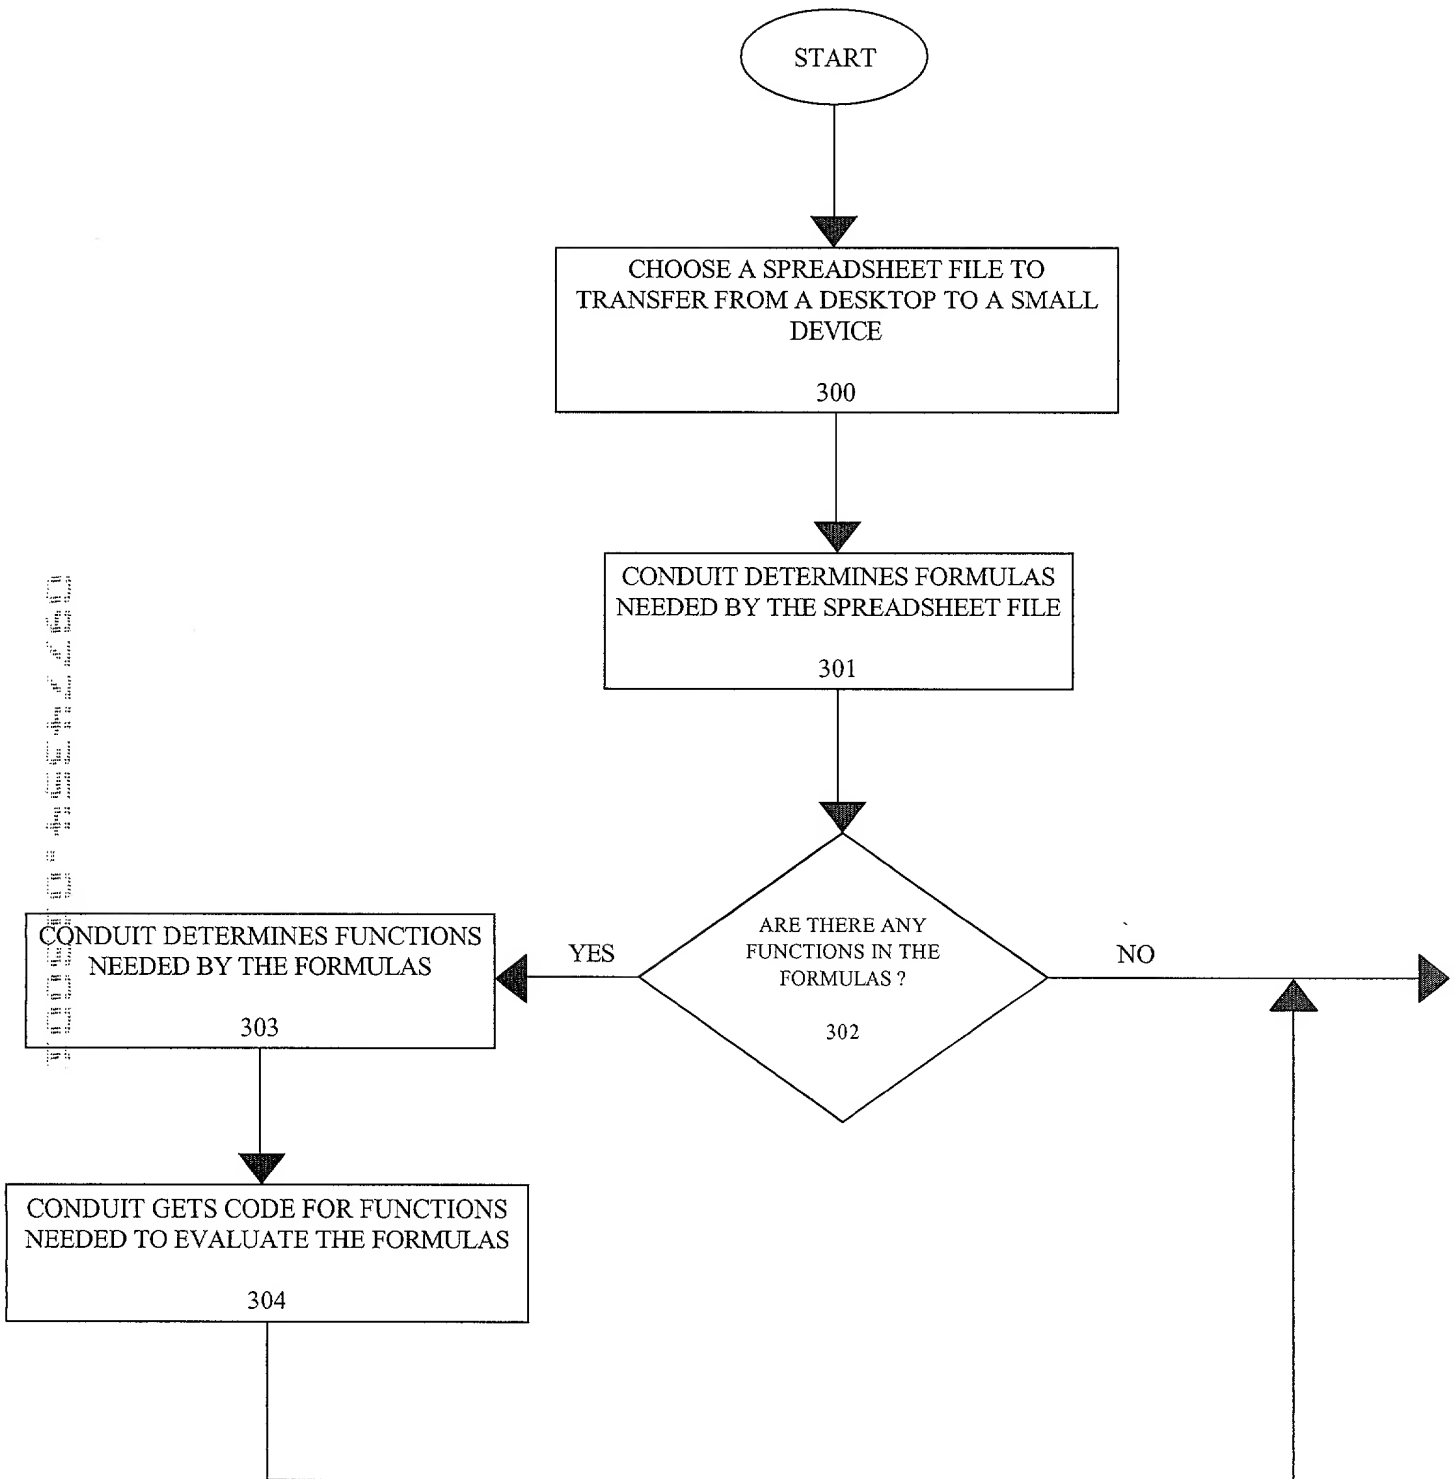 START
CHOOSE A SPREADSHEET FILE TO
TRANSFER FROM A DESKTOP TO A SMALL
DEVICE
300
CONDUIT DETERMINES FORMULAS
NEEDED BY THE SPREADSHEET FILE
301
ARE THERE ANY
FUNCTIONS IN THE
FORMULAS ?
302
YES
NO
CONDUIT DETERMINES FUNCTIONS
NEEDED BY THE FORMULAS
303
CONDUIT GETS CODE FOR FUNCTIONS
NEEDED TO EVALUATE THE FORMULAS
304